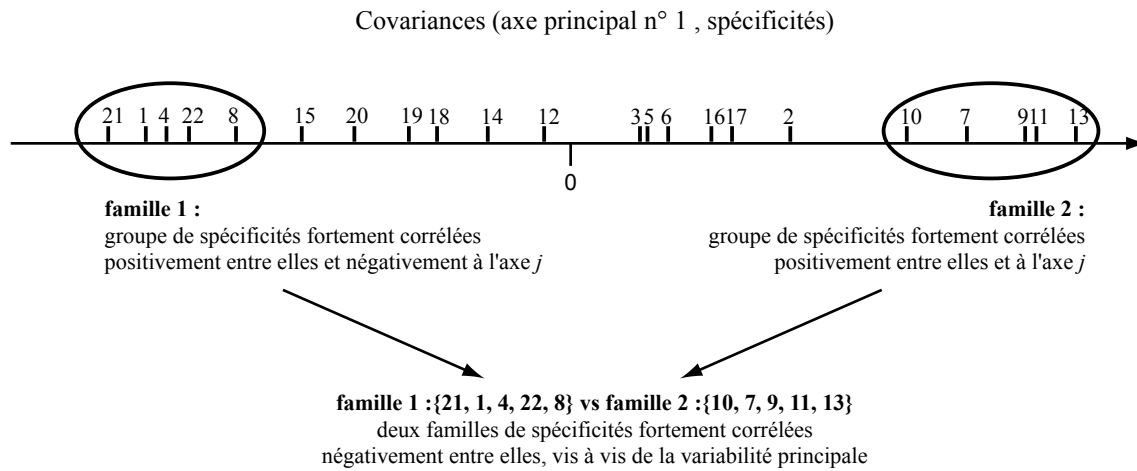 Covariances (axe principal n° 1 , spécificités)
21 1 4 22 8 15 20 19 18 14 12 3 5 6 16 17 2 10 7 9 11 13
0
famille 1 :
groupe de spécificités fortement corrélées
positivement entre elles et négativement à l'axe j
famille 2 :
groupe de spécificités fortement corrélées
positivement entre elles et à l'axe j
famille 1 :{21, 1, 4, 22, 8} vs famille 2 :{10, 7, 9, 11, 13}
deux familles de spécificités fortement corrélées
négativement entre elles, vis à vis de la variabilité principale